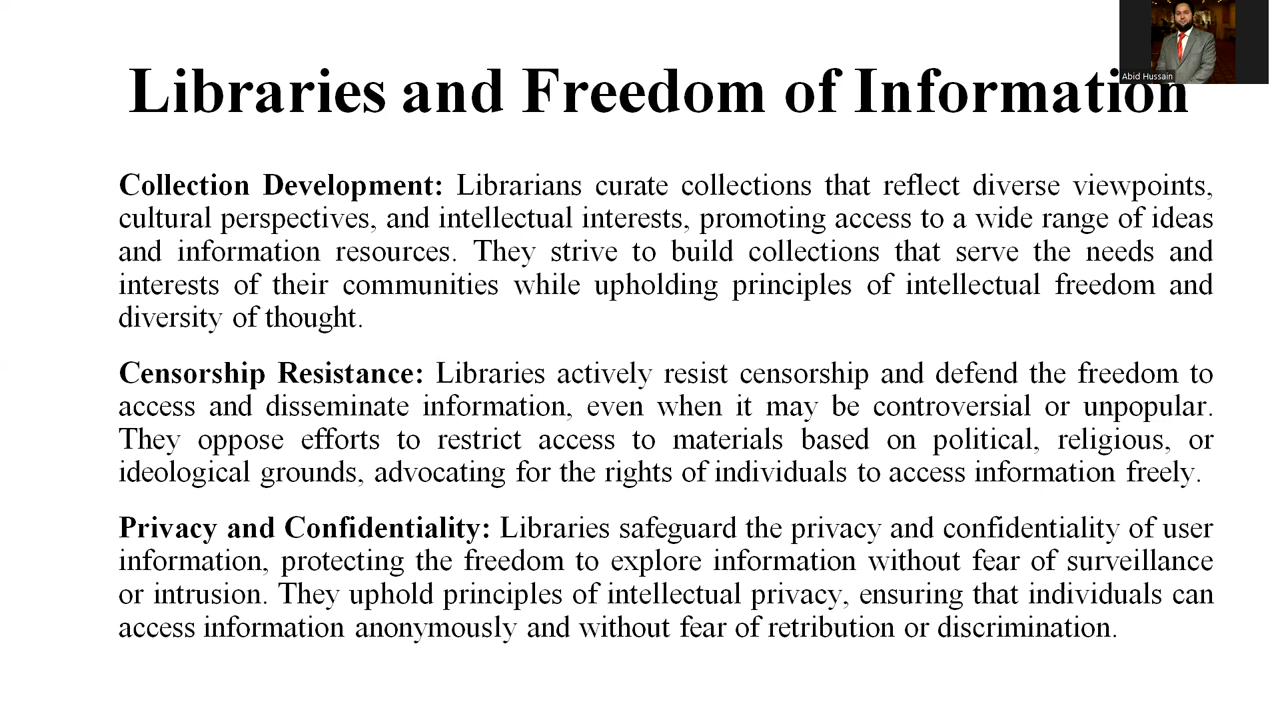 Abid Hussain
Libraries and Freedom of Information
Collection Development: Librarians curate collections that reflect diverse viewpoints,
cultural perspectives, and intellectual interests, promoting access to a wide range of ideas
and information resources. They strive to build collections that serve the needs and
interests of their communities while upholding principles of intellectual freedom and
diversity of thought.
Censorship Resistance: Libraries actively resist censorship and defend the freedom to
access and disseminate information, even when it may be controversial or unpopular.
They oppose efforts to restrict access to materials based on political, religious, or
ideological grounds, advocating for the rights of individuals to access information freely.
Privacy and Confidentiality: Libraries safeguard the privacy and confidentiality of user
information, protecting the freedom to explore information without fear of surveillance
or intrusion. They uphold principles of intellectual privacy, ensuring that individuals can
access information anonymously and without fear of retribution or discrimination.